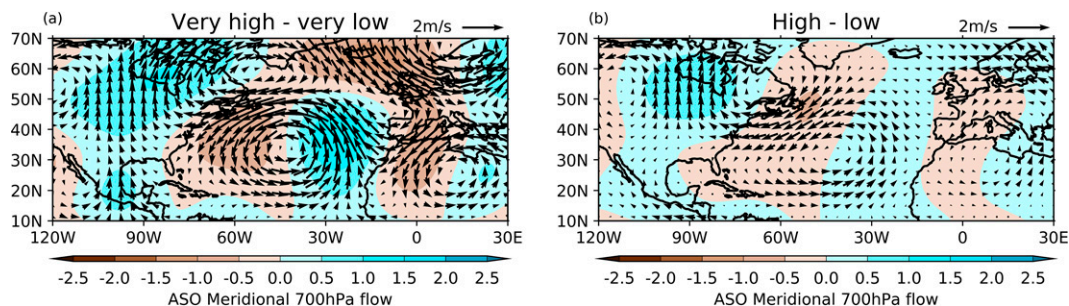 (a) Very high - very low 2m/s
70N
60N
50N
40N
30N
20N
10N
120W 90W 60W 30W 0 30E
-2.5 -2.0 -1.5 -1.0 -0.5 0.0 0.5 1.0 1.5 2.0 2.5
ASO Meridional 700hPa flow
(b) High - low 2m/s
70N
60N
50N
40N
30N
20N
10N
120W 90W 60W 30W 0 30E
-2.5 -2.0 -1.5 -1.0 -0.5 0.0 0.5 1.0 1.5 2.0 2.5
ASO Meridional 700hPa flow